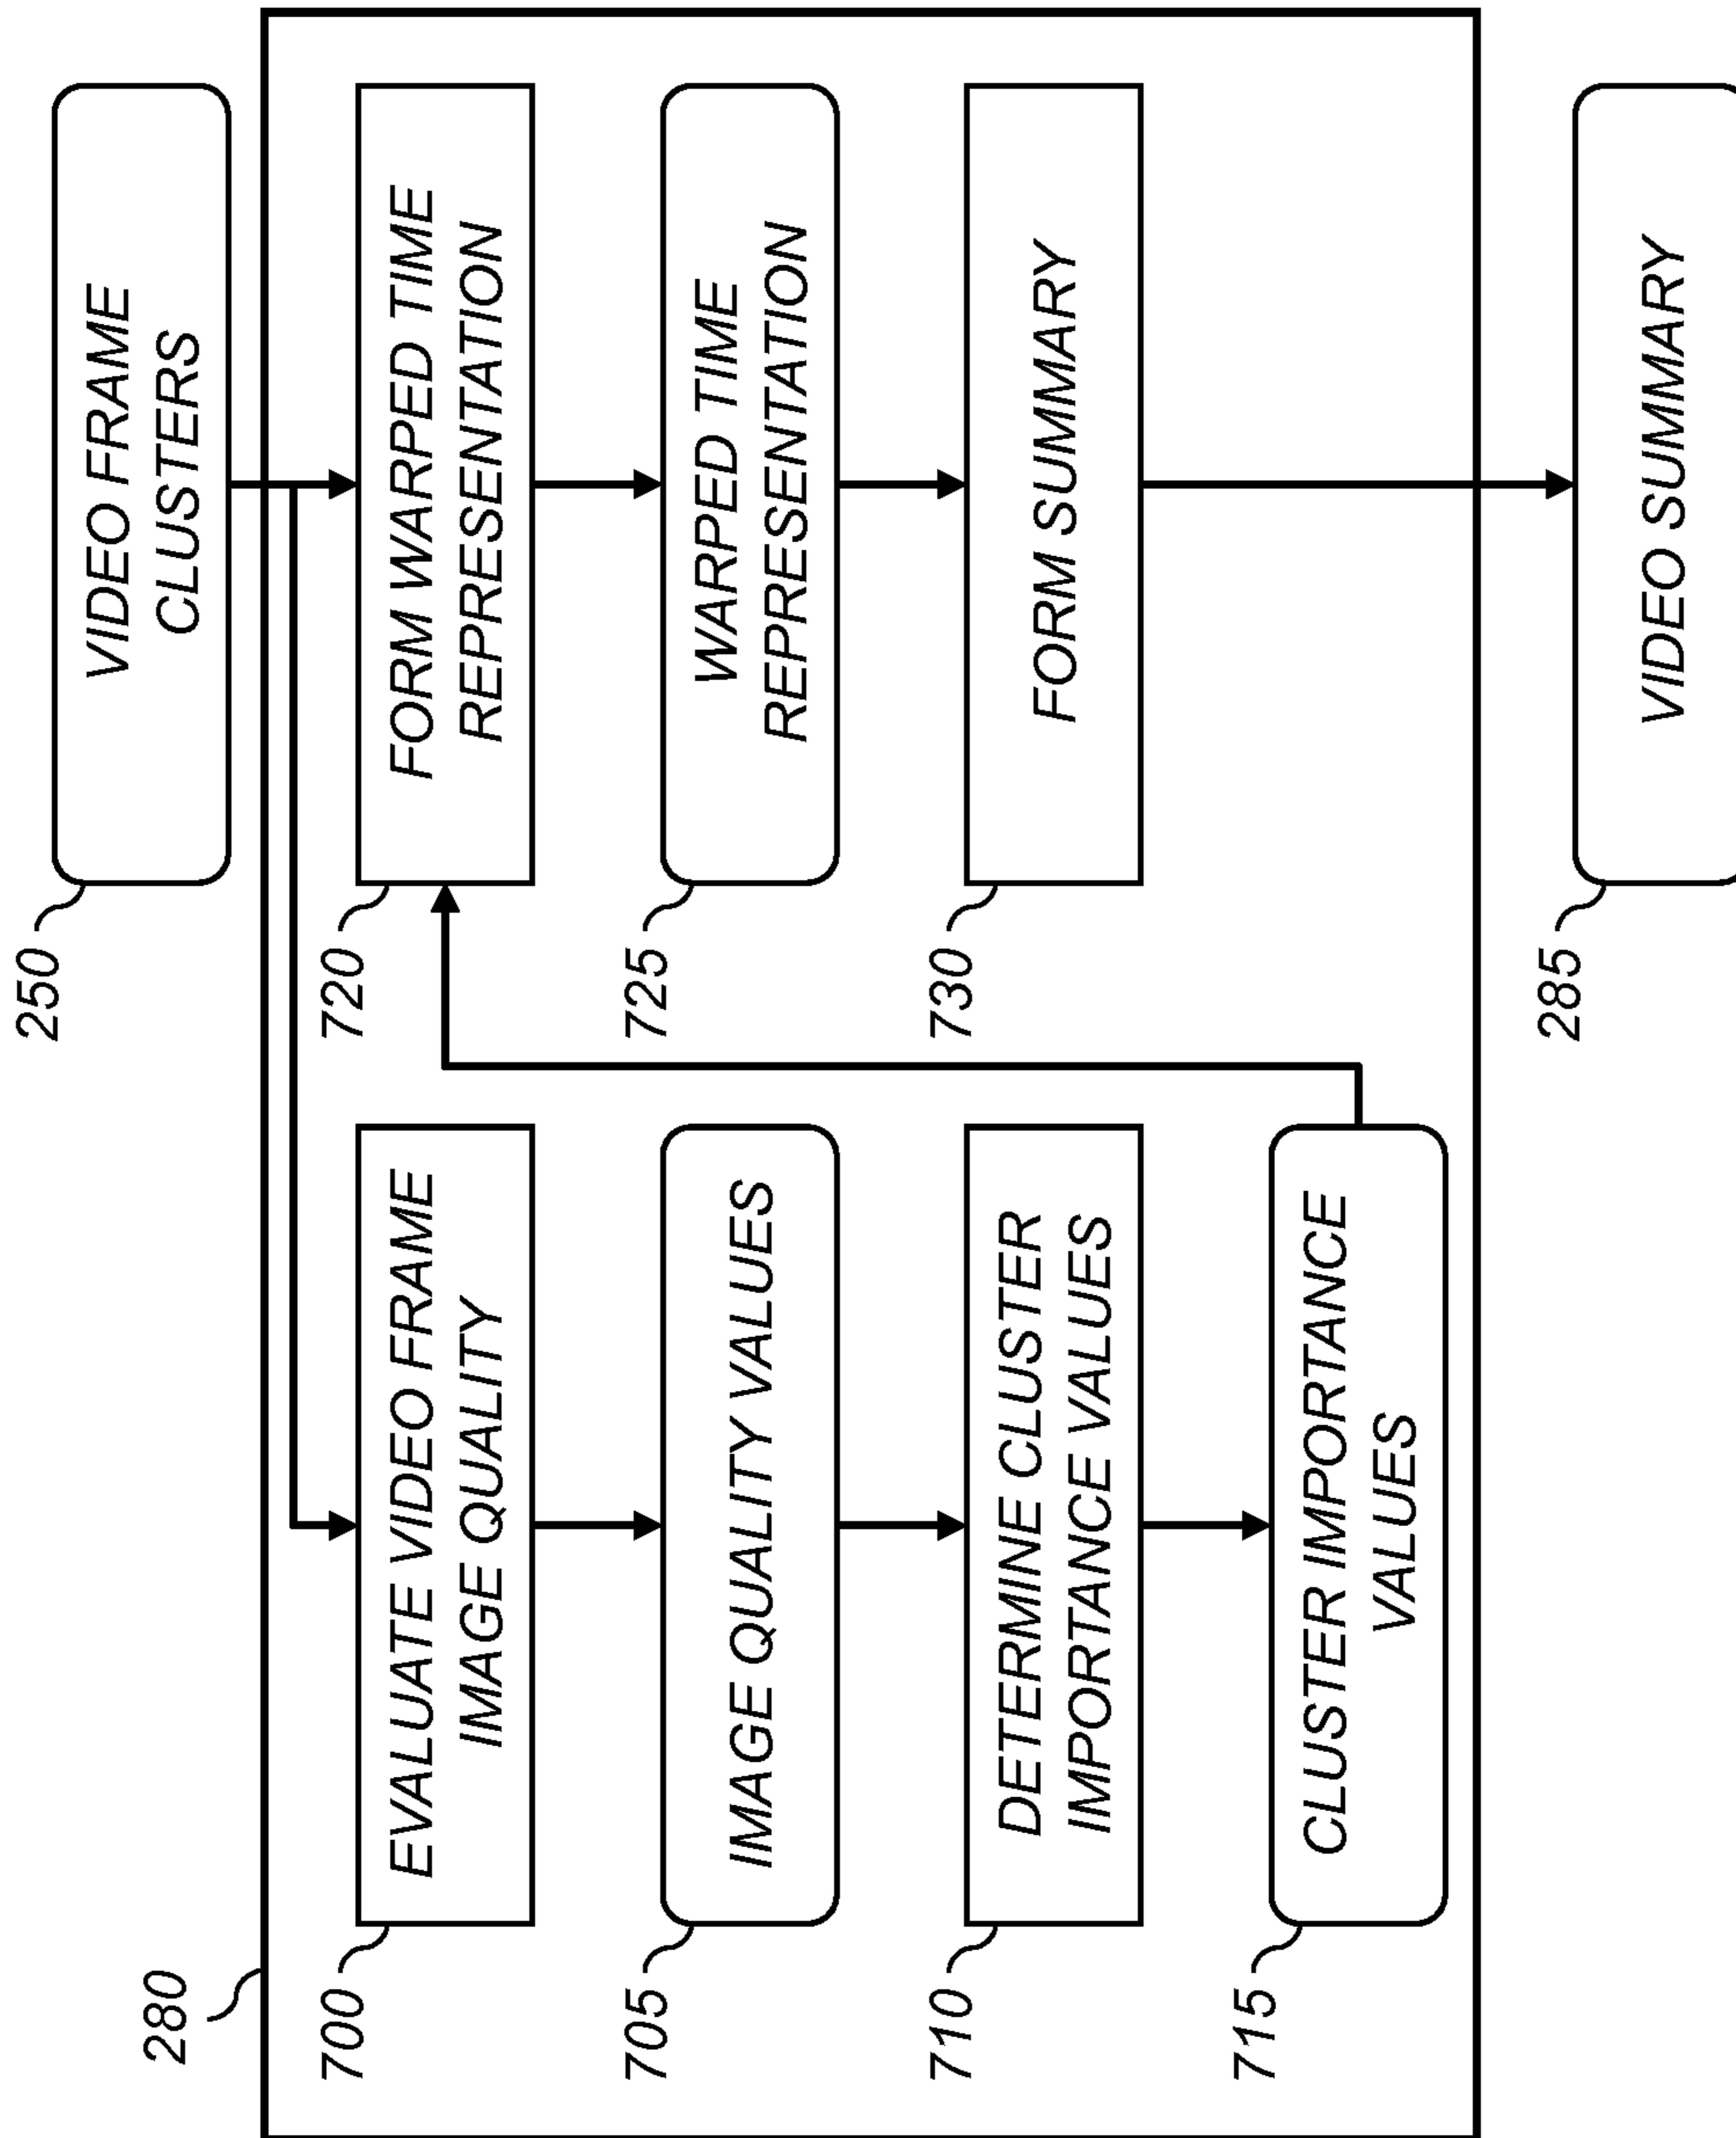 250
VIDEO FRAME
CLUSTERS
280
700
EVALUATE VIDEO FRAME
IMAGE QUALITY
720
FORM WARPED TIME
REPRESENTATION
705
IMAGE QUALITY VALUES
725
WARPED TIME
REPRESENTATION
710
DETERMINE CLUSTER
IMPORTANCE VALUES
730
FORM SUMMARY
715
CLUSTER IMPORTANCE
VALUES
285
VIDEO SUMMARY